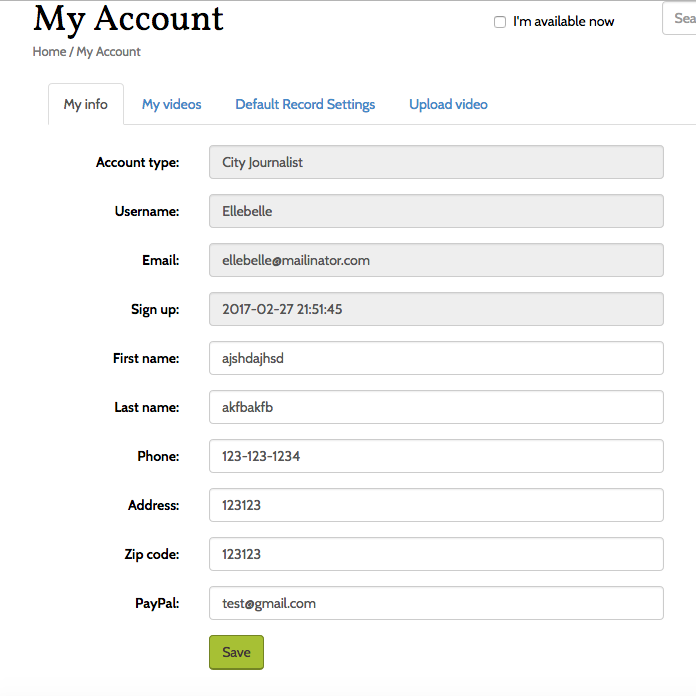 My Account
I'm available now
Sea
Home / My Account
My info
My videos
Default Record Settings
Upload video
Account type: City Journalist
Username: Ellebelle
Email: ellebelle@mailinator.com
Sign up: 2017-02-27 21:51:45
First name: ajshdajhsd
Last name: akfbakfb
Phone: 123-123-1234
Address: 123123
Zip code: 123123
PayPal: test@gmail.com
Save